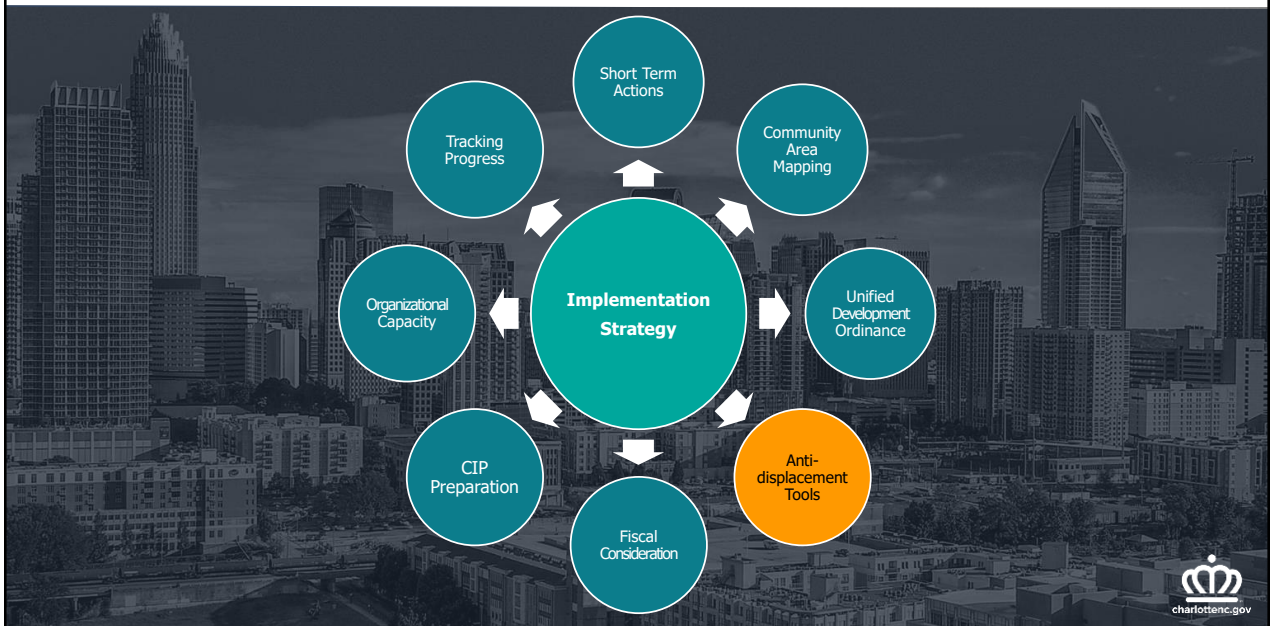 Short Term
Actions
Community
Area
Mapping
Unified
Development
Ordinance
Anti-
displacement
Tools
Fiscal
Consideration
CIP
Preparation
Organizational
Capacity
Tracking
Progress
Implementation
Strategy
charlottenc.gov